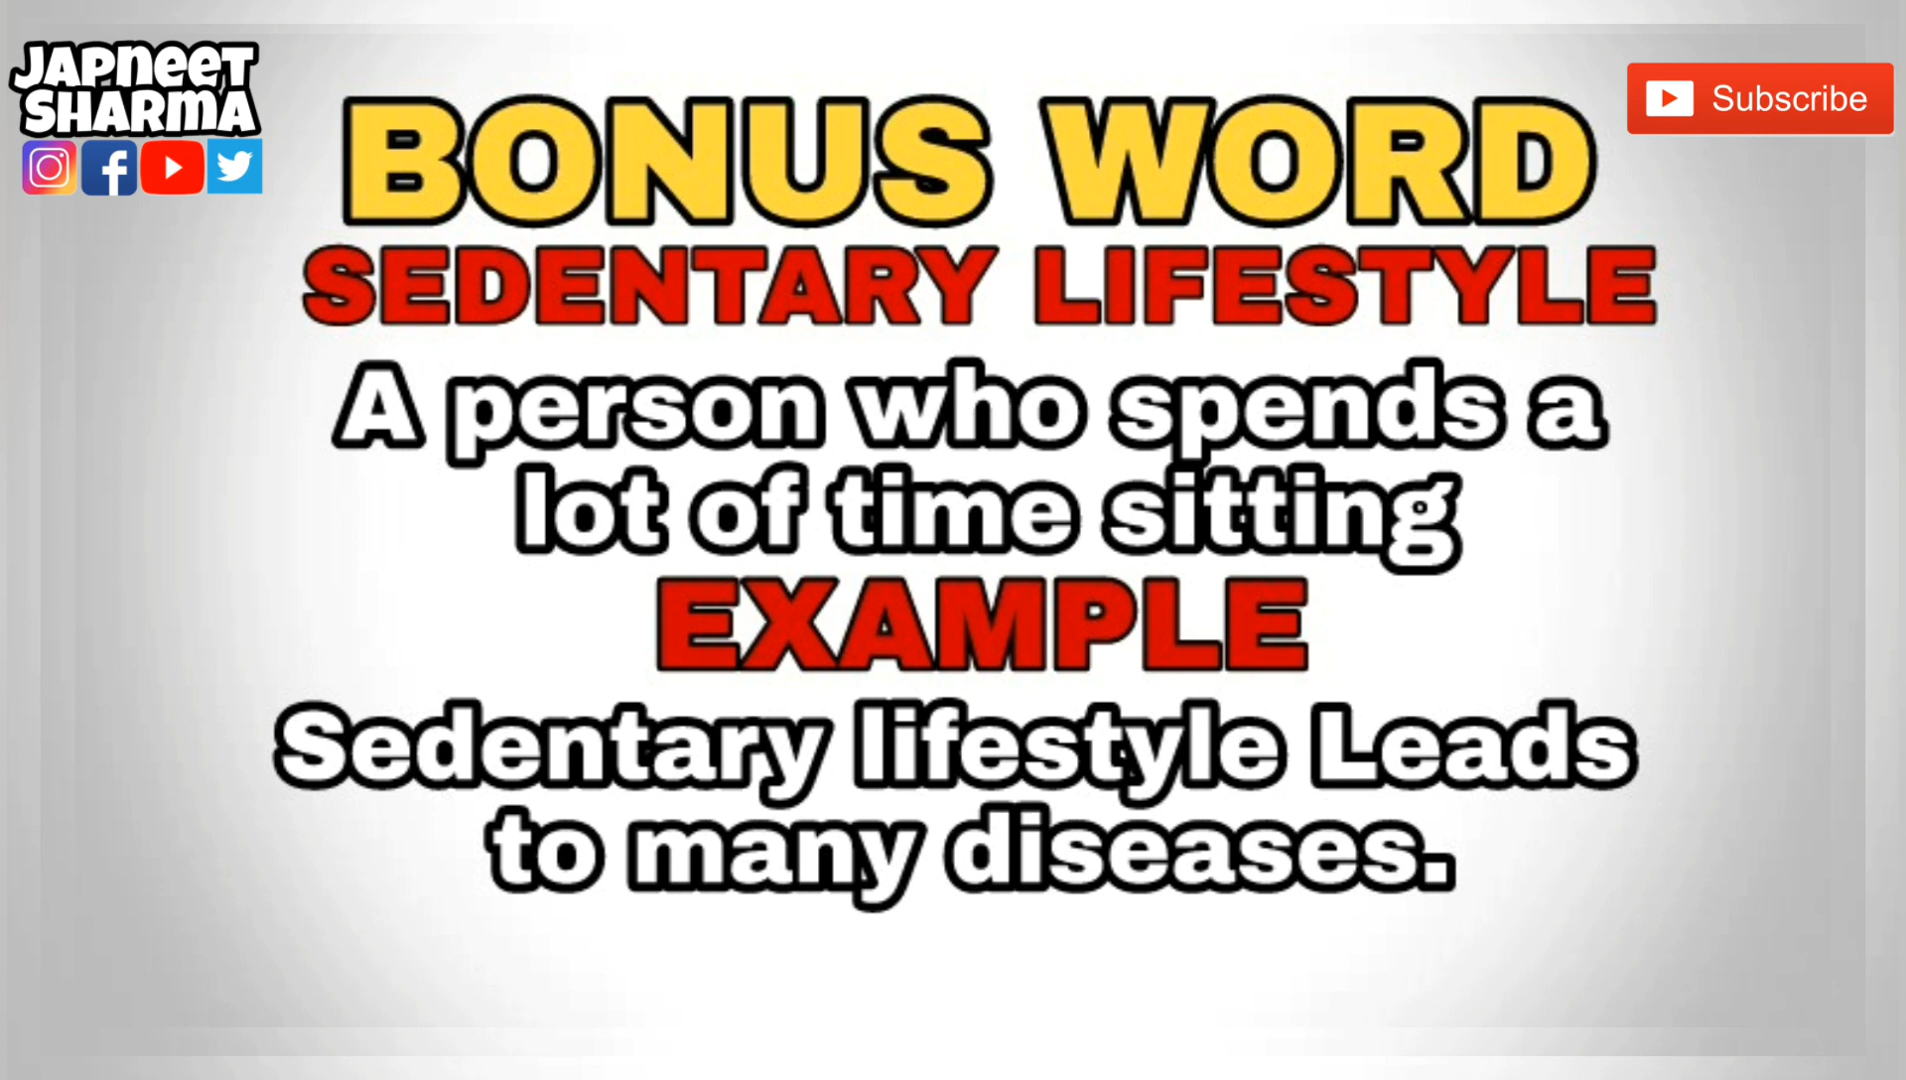 JAPNEET
SHARMA
Subscribe
BONUS WORD
SEDENTARY LIFESTYLE
A person who spends a
lot of time sitting
EXAMPLE
Sedentary lifestyle Leads
to many diseases.